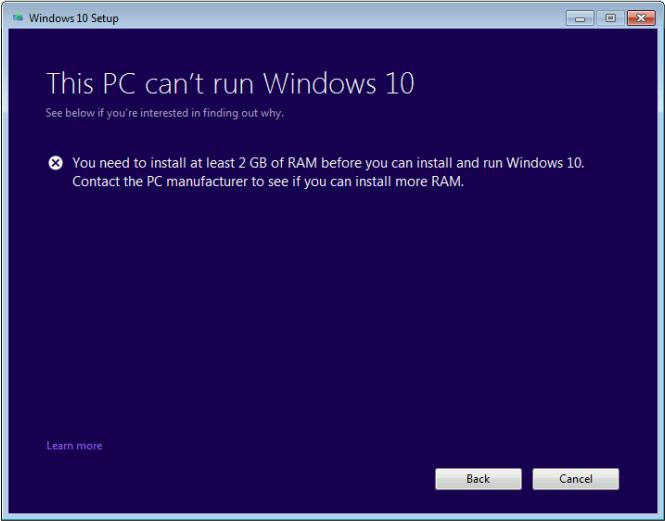 Windows 10 Setup
This PC can't run Windows 10
See below if you're interested in finding out why.
You need to install at least 2 GB of RAM before you can install and run Windows 10.
Contact the PC manufacturer to see if you can install more RAM.
Learn more
Back
Cancel